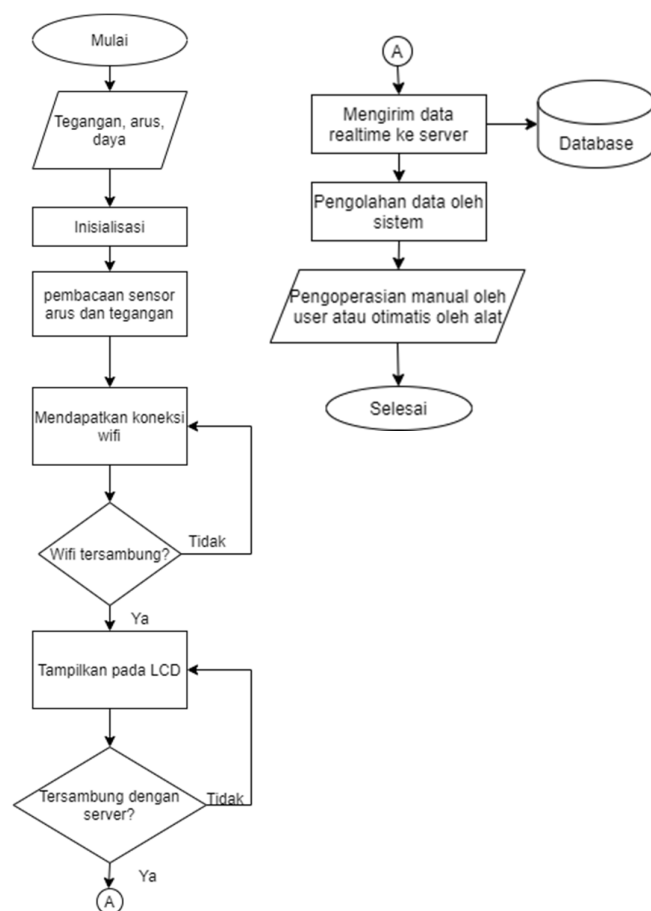 Mulai
Tegangan, arus,
daya
Inisialisasi
pembacaan sensor
arus dan tegangan
Mendapatkan koneksi
wifi
Wifi tersambung?
Tidak
Ya
Tampilkan pada LCD
Tersambung dengan
server?
Tidak
Ya
A
A
Mengirim data
realtime ke server
Database
Pengolahan data oleh
sistem
Pengoperasian manual oleh
user atau otimatis oleh alat
Selesai